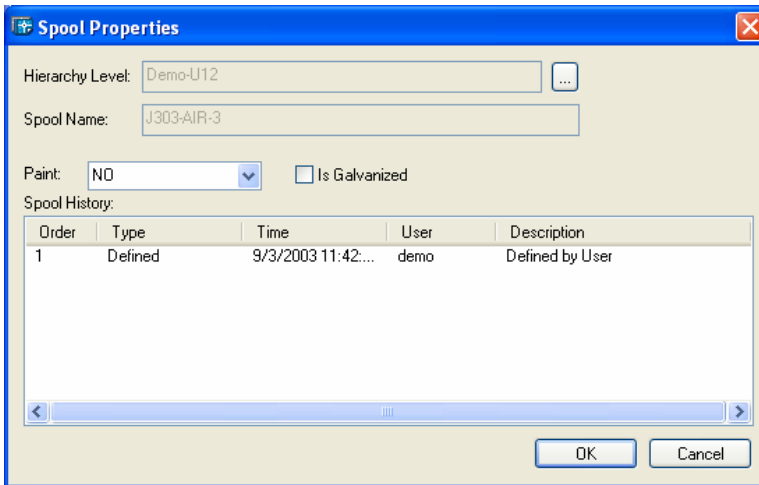 Spool Properties
Hierarchy Level: Demo-U12 ...
Spool Name: J303-AIR-3
Paint: NO Is Galvanized
Spool History:
Order Type Time User Description
1 Defined 9/3/2003 11:42:... demo Defined by User
OK Cancel